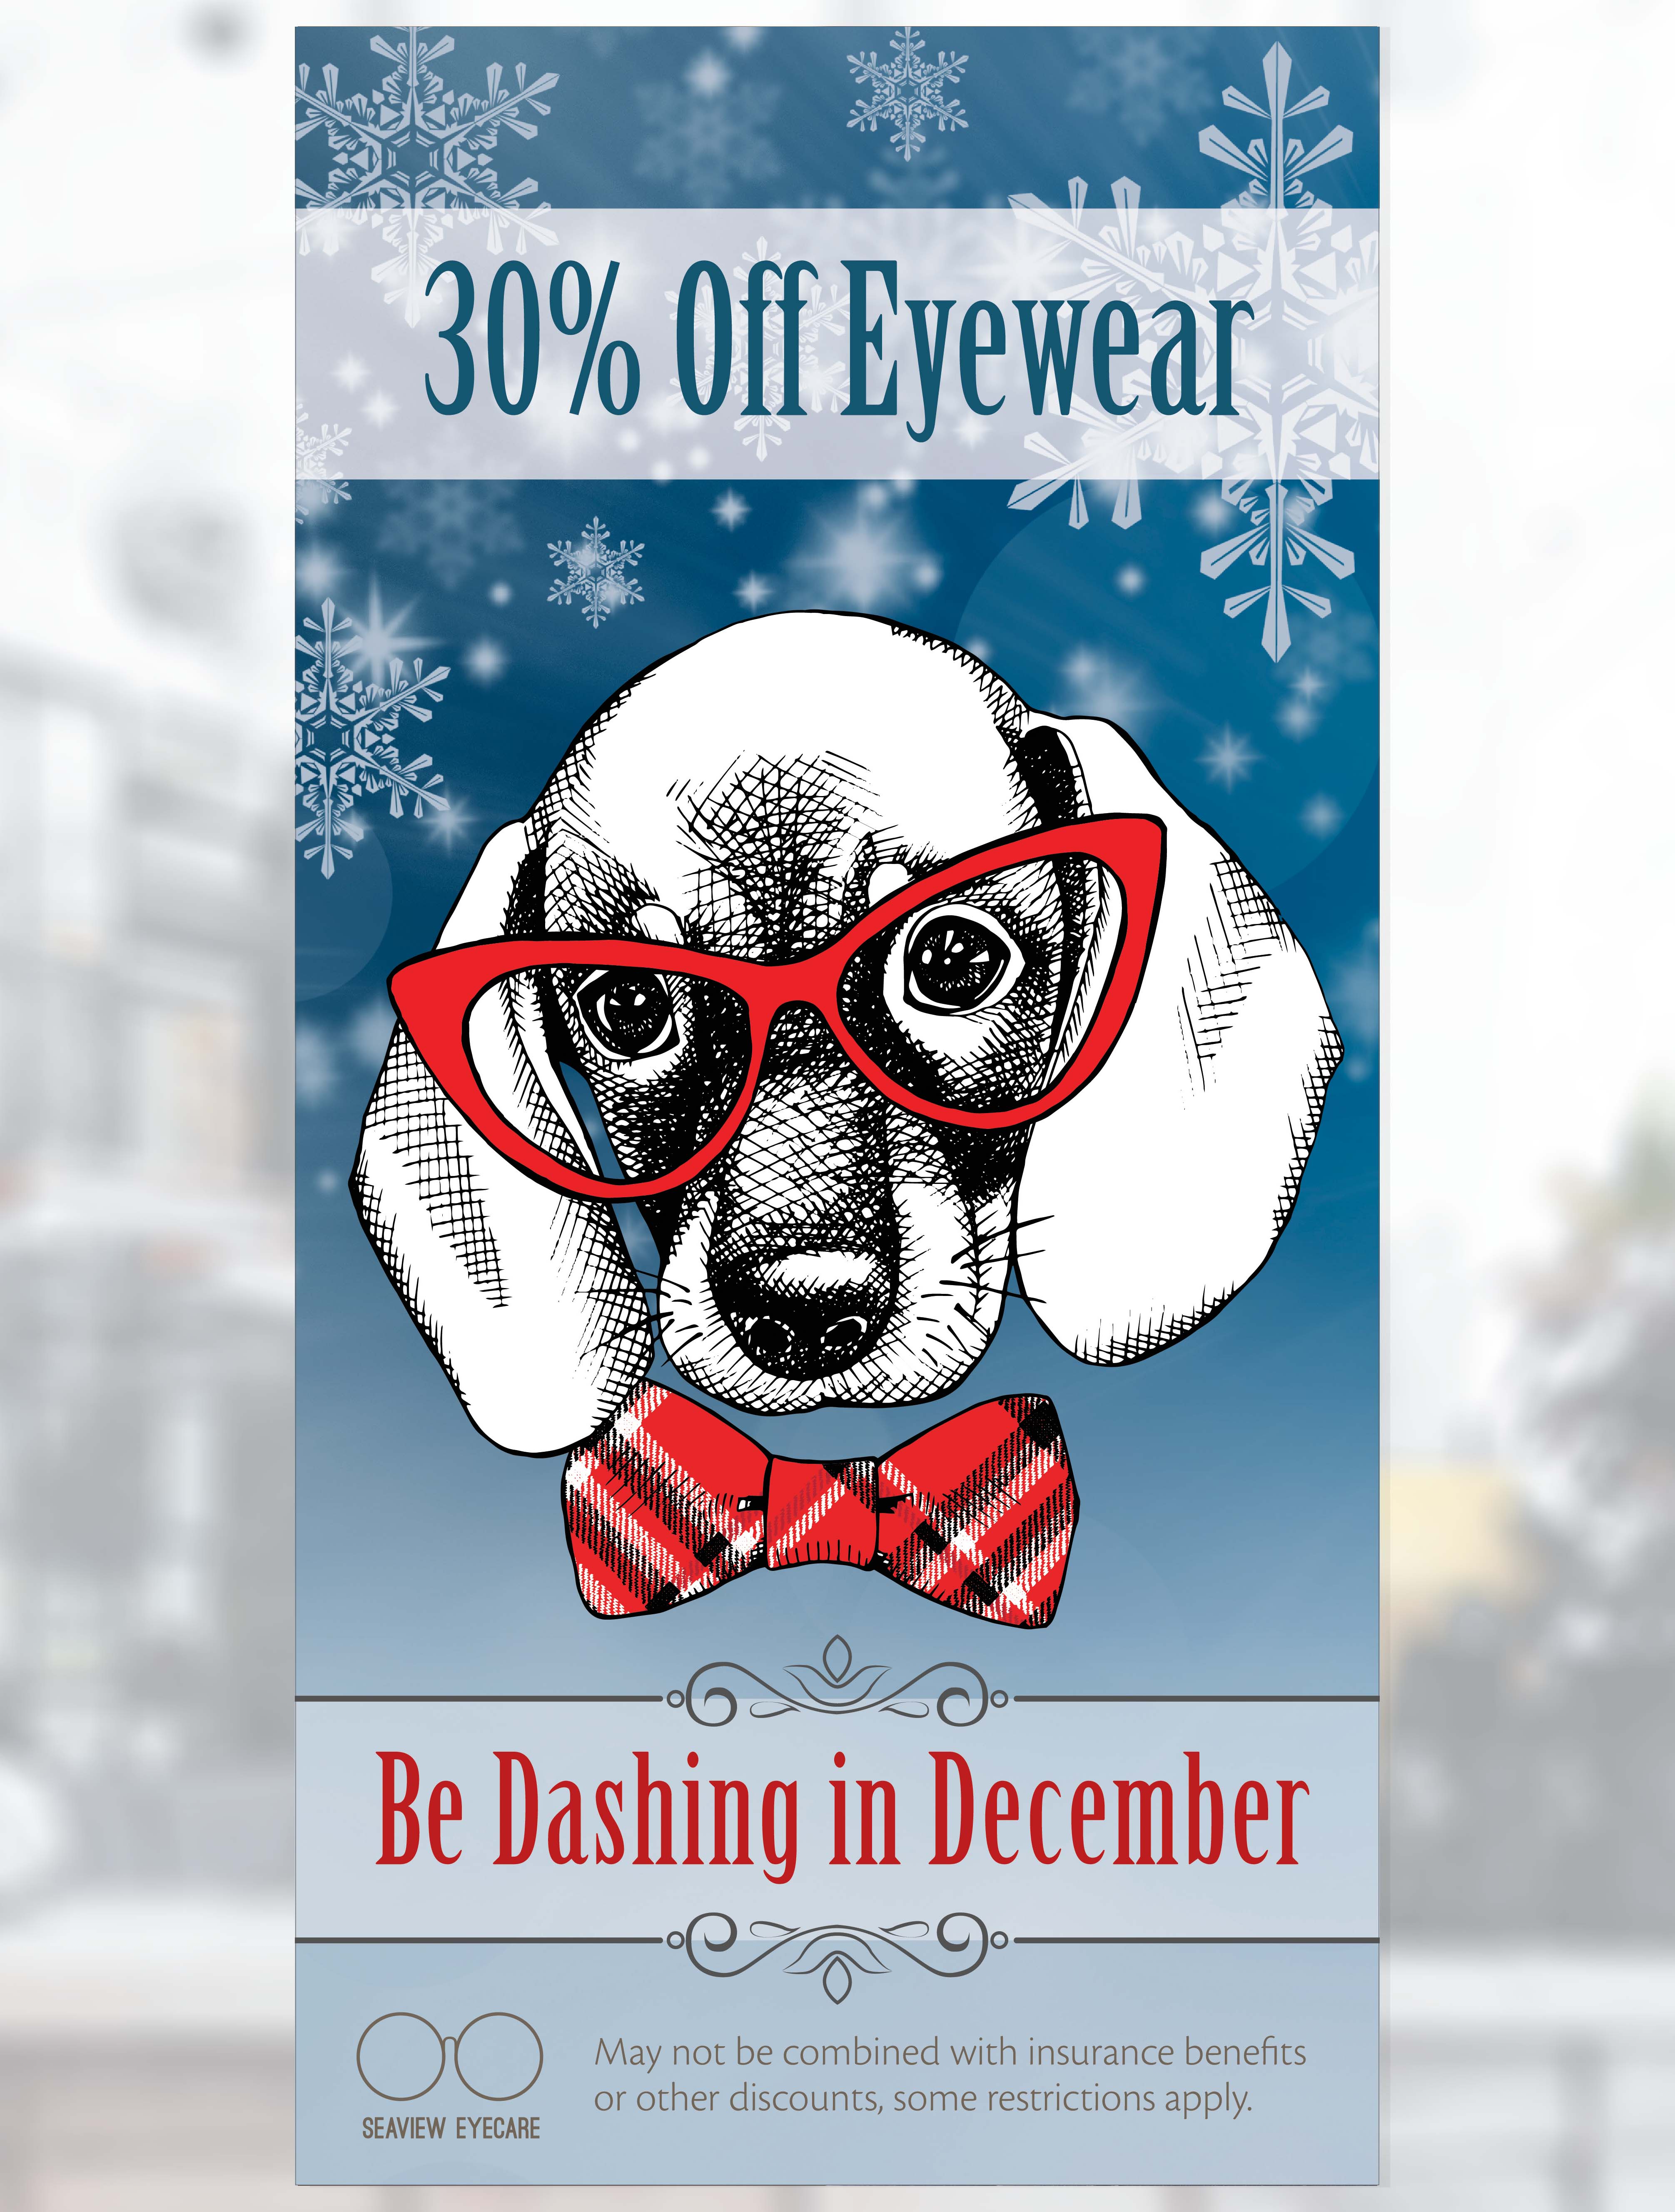 30% Off Eyewear
Be Dashing in December
May not be combined with insurance benefits
or other discounts, some restrictions apply.
SEAVIEW EYECARE